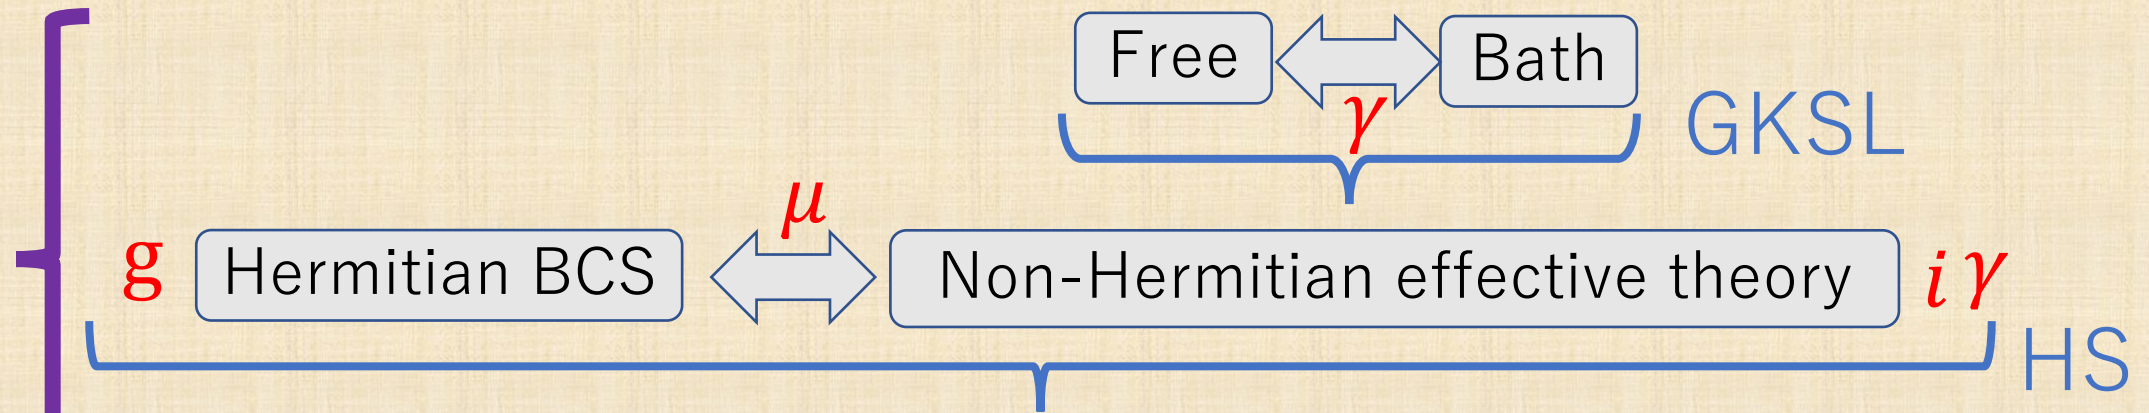 Free Bath
γ
GKSL
μ
g Hermitian BCS Non-Hermitian effective theory iγ
HS